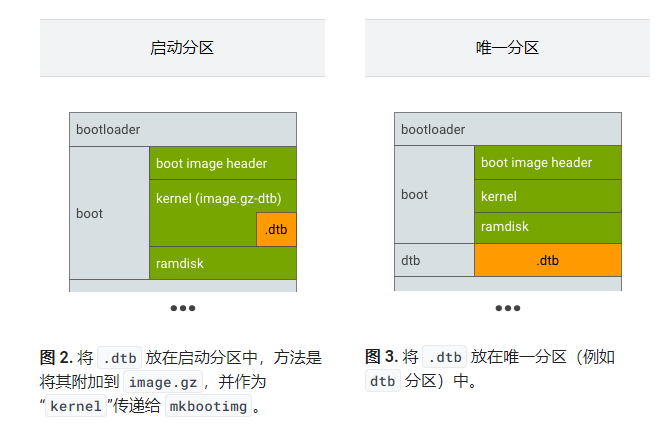 启动分区
bootloader
boot
boot image header
kernel (image.gz-dtb)
.dtb
ramdisk
•••
图 2. 将 .dtb 放在启动分区中，方法是
将其附加到 image.gz，并作为
“kernel”传递给 mkbootimg。
唯一分区
bootloader
boot
boot image header
kernel
ramdisk
dtb
.dtb
•••
图 3. 将 .dtb 放在唯一分区（例如
dtb 分区）中。